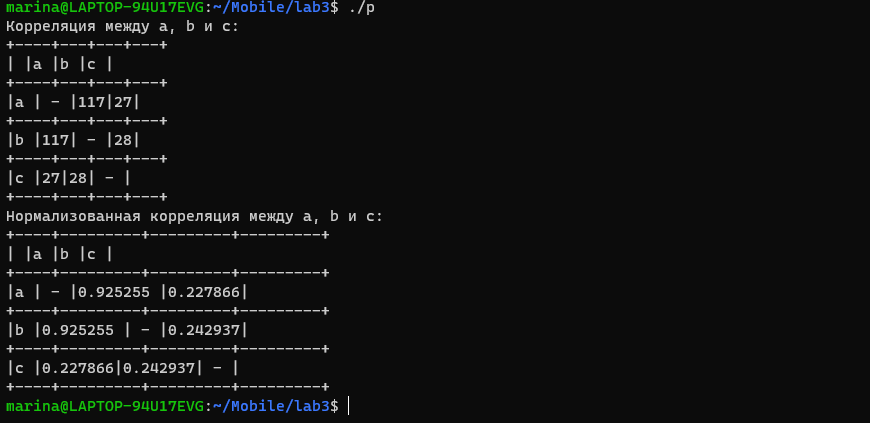 marina@LAPTOP-94U17EVG:~/Mobile/lab3$ ./p
Корреляция между a, b и c:
+----+---+---+---+
| |a |b |c |
+----+---+---+---+
|a | - |117|27|
+----+---+---+---+
|b |117| - |28|
+----+---+---+---+
|c |27|28| - |
+----+---+---+---+
Нормализованная корреляция между a, b и c:
+----+---------+---------+---------+
| |a |b |c |
+----+---------+---------+---------+
|a | - |0.925255 |0.227866|
+----+---------+---------+---------+
|b |0.925255 | - |0.242937|
+----+---------+---------+---------+
|c |0.227866|0.242937| - |
+----+---------+---------+---------+
marina@LAPTOP-94U17EVG:~/Mobile/lab3$